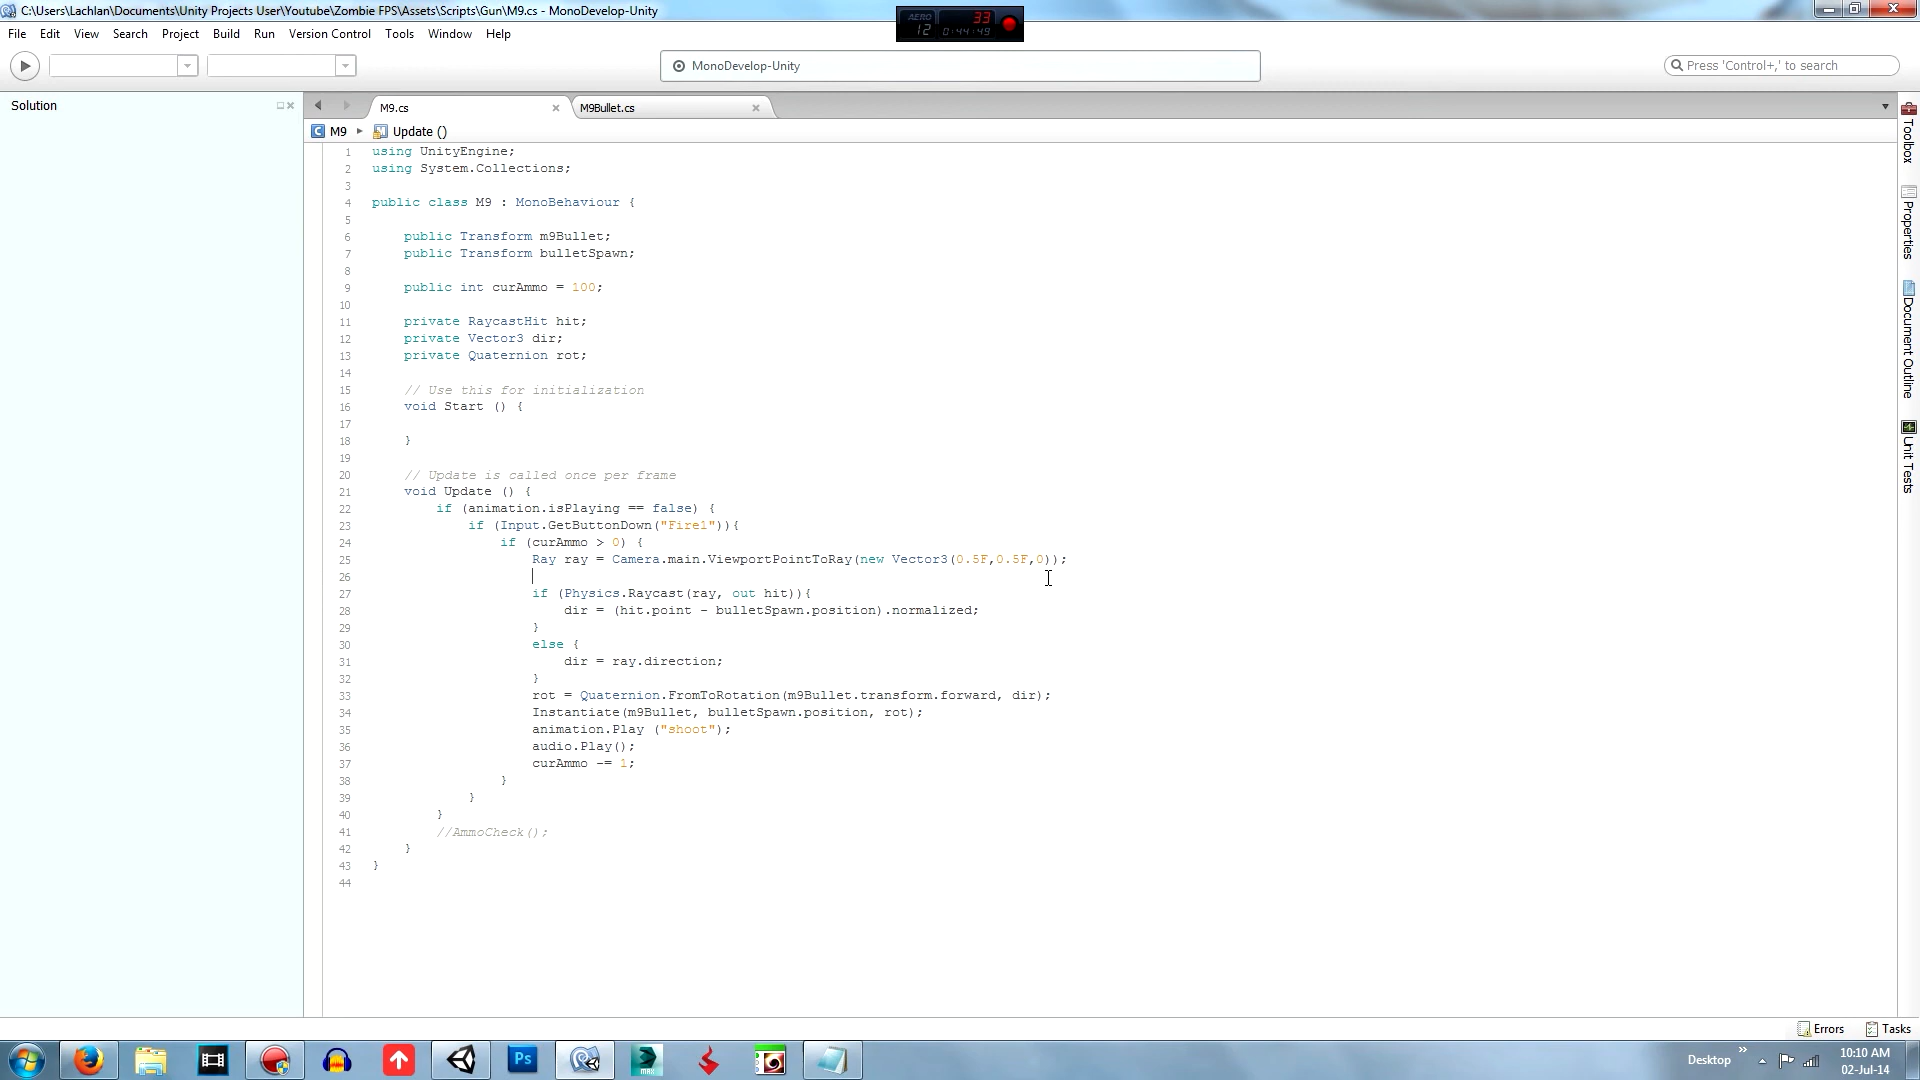 C:\Users\Lachlan\Documents\Unity Projects User\Youtube\Zombie FPS\Assets\Scripts\Gun\M9.cs - MonoDevelop-Unity
AERO 33
12 0:44:49
File Edit View Search Project Build Run Version Control Tools Window Help
MonoDevelop-Unity
Press 'Control+,' to search
Solution
M9.cs
M9Bullet.cs
M9 Update ()
1 using UnityEngine;
2 using System.Collections;
3
4 public class M9 : MonoBehaviour {
5
6 public Transform m9Bullet;
7 public Transform bulletSpawn;
8
9 public int curAmmo = 100;
10
11 private RaycastHit hit;
12 private Vector3 dir;
13 private Quaternion rot;
14
15 // Use this for initialization
16 void Start () {
17
18 }
19
20 // Update is called once per frame
21 void Update () {
22 if (animation.isPlaying == false) {
23 if (Input.GetButtonDown("Fire1")){
24 if (curAmmo > 0) {
25 Ray ray = Camera.main.ViewportPointToRay(new Vector3(0.5F,0.5F,0));
26
27 if (Physics.Raycast(ray, out hit)){
28 dir = (hit.point - bulletSpawn.position).normalized;
29 }
30 else {
31 dir = ray.direction;
32 }
33 rot = Quaternion.FromToRotation(m9Bullet.transform.forward, dir);
34 Instantiate(m9Bullet, bulletSpawn.position, rot);
35 animation.Play ("shoot");
36 audio.Play();
37 curAmmo -= 1;
38 }
39 }
40 }
41 //AmmoCheck();
42 }
43 }
44
Toolbox
Properties
Document Outline
Unit Tests
Errors Tasks
Ps
MAX
Desktop »
10:10 AM
02-Jul-14